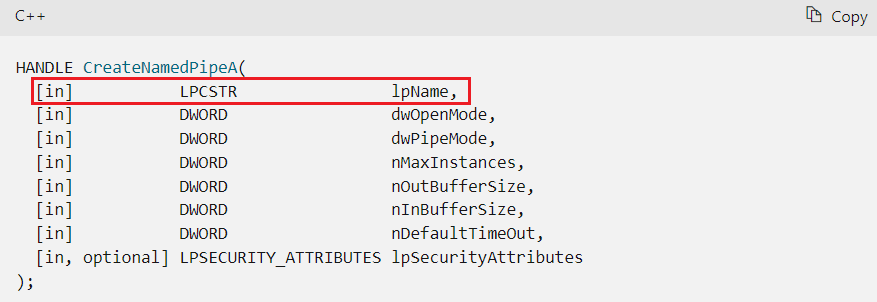 C++ Copy
HANDLE CreateNamedPipeA(
[in] LPCSTR lpName,
[in] DWORD dwOpenMode,
[in] DWORD dwPipeMode,
[in] DWORD nMaxInstances,
[in] DWORD nOutBufferSize,
[in] DWORD nInBufferSize,
[in] DWORD nDefaultTimeOut,
[in, optional] LPSECURITY_ATTRIBUTES lpSecurityAttributes
);